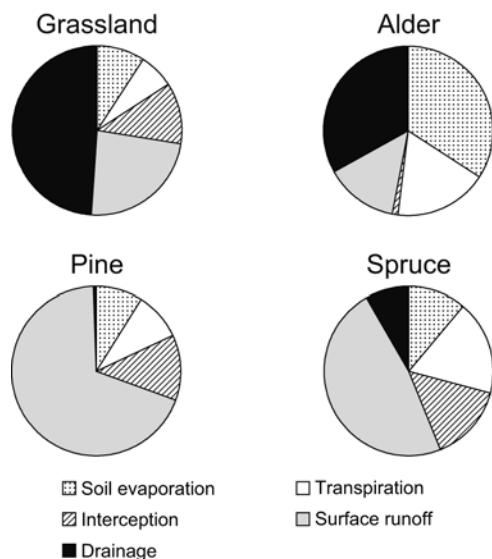 Grassland
Alder
Pine
Spruce
Soil evaporation
Transpiration
Interception
Surface runoff
Drainage